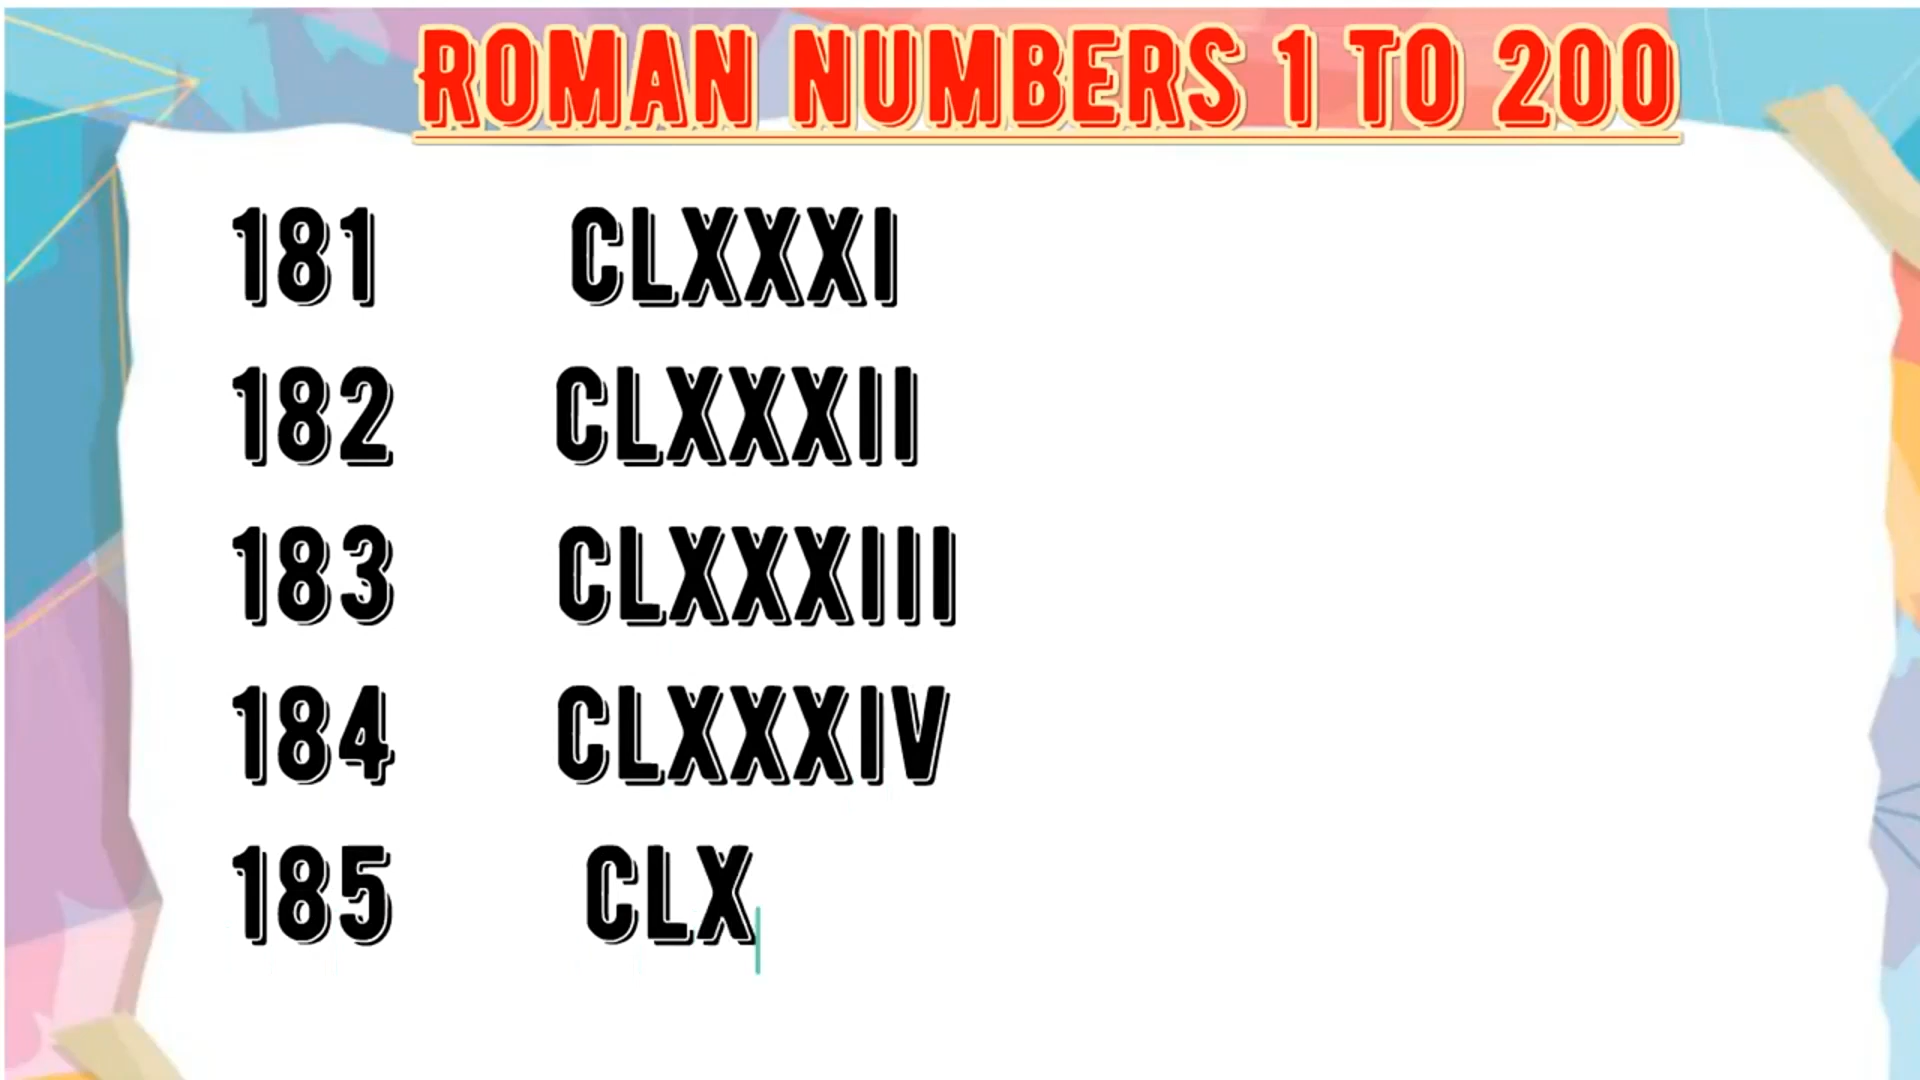 ROMAN NUMBERS 1 TO 200
181 CLXXXI
182 CLXXXII
183 CLXXXIII
184 CLXXXIV
185 CLX